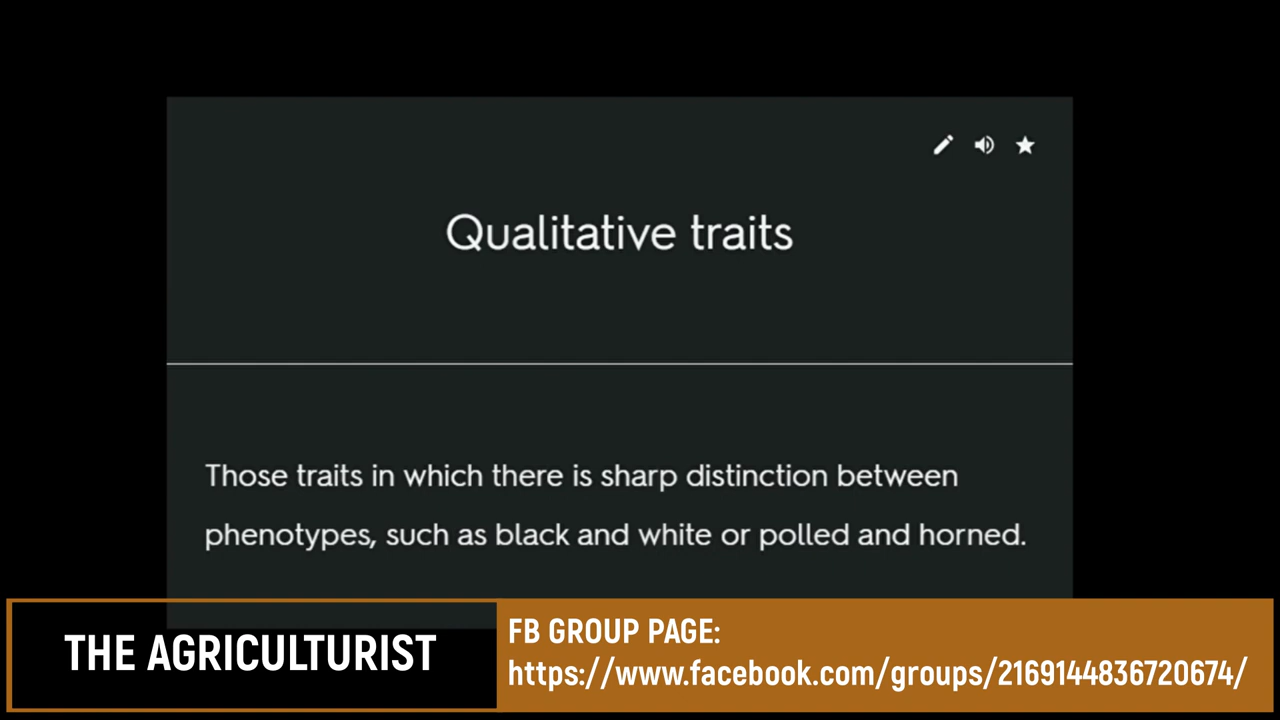 Qualitative traits
Those traits in which there is sharp distinction between
phenotypes, such as black and white or polled and horned.
THE AGRICULTURIST
FB GROUP PAGE:
https://www.facebook.com/groups/2169144836720674/